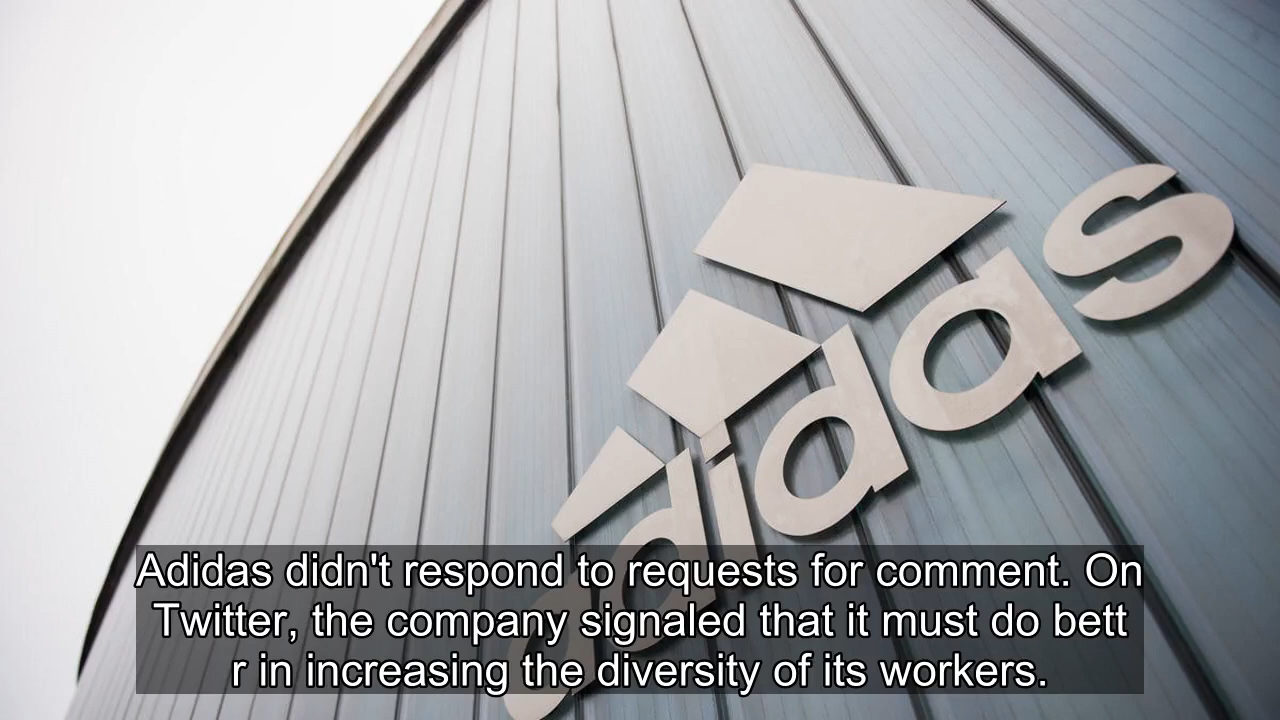 adidas
Adidas didn't respond to requests for comment. On
Twitter, the company signaled that it must do bett
r in increasing the diversity of its workers.